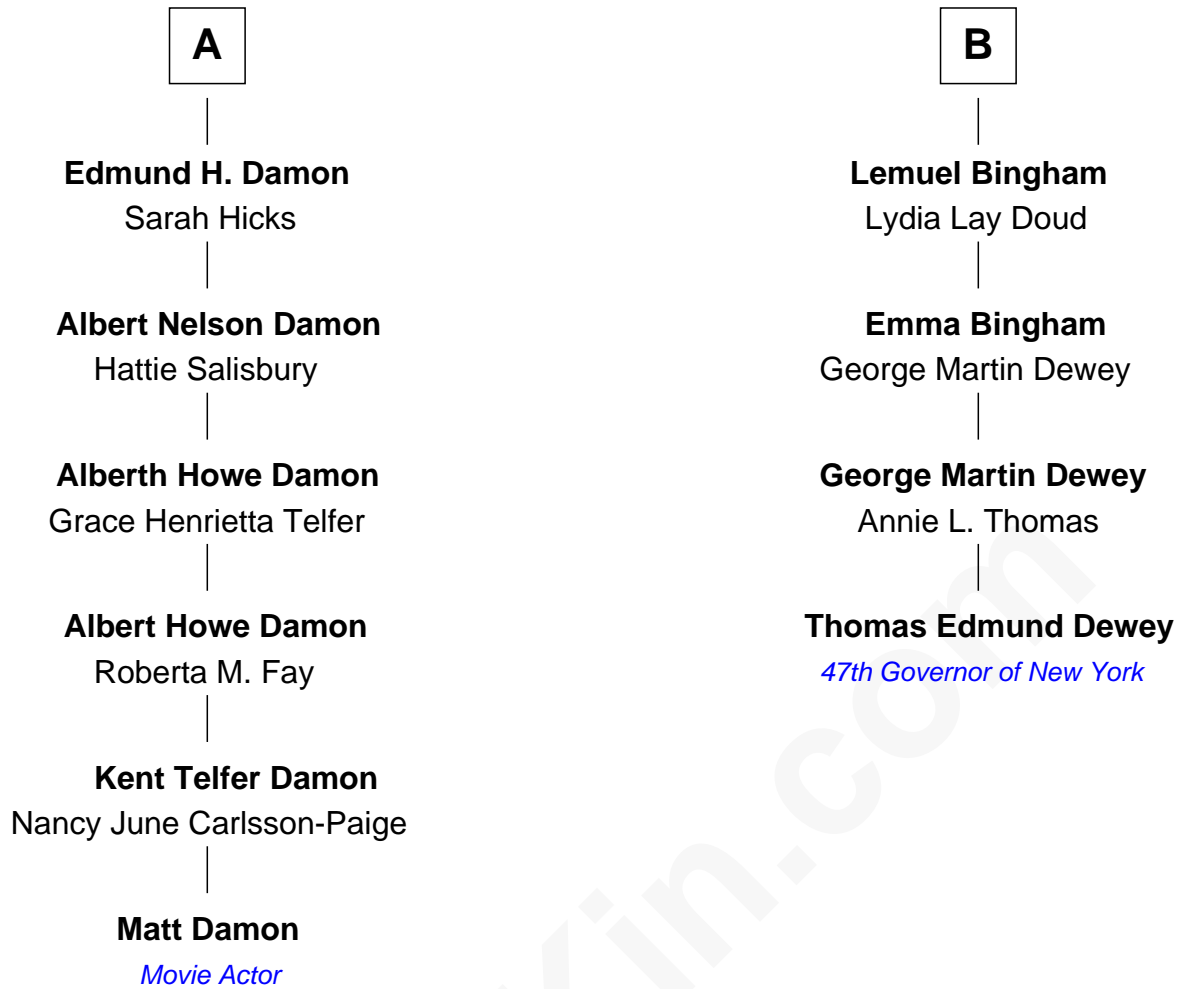 A
Edmund H. Damon
Sarah Hicks
Albert Nelson Damon
Hattie Salisbury
Alberth Howe Damon
Grace Henrietta Telfer
Albert Howe Damon
Roberta M. Fay
Kent Telfer Damon
Nancy June Carlsson-Paige
Matt Damon
Movie Actor
B
Lemuel Bingham
Lydia Lay Doud
Emma Bingham
George Martin Dewey
George Martin Dewey
Annie L. Thomas
Thomas Edmund Dewey
47th Governor of New York
Kin.com